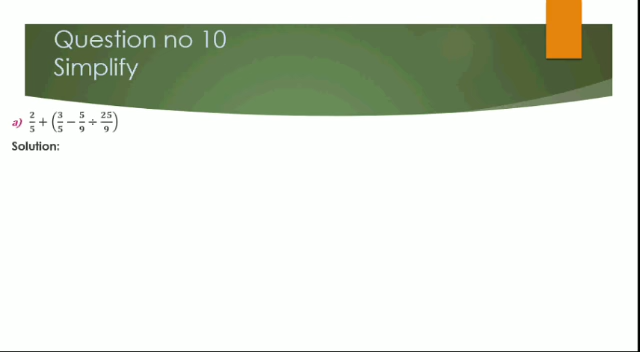 Question no 10
Simplify
a) 2/5 + (3/5 − 5/9 ÷ 25/9)
Solution: